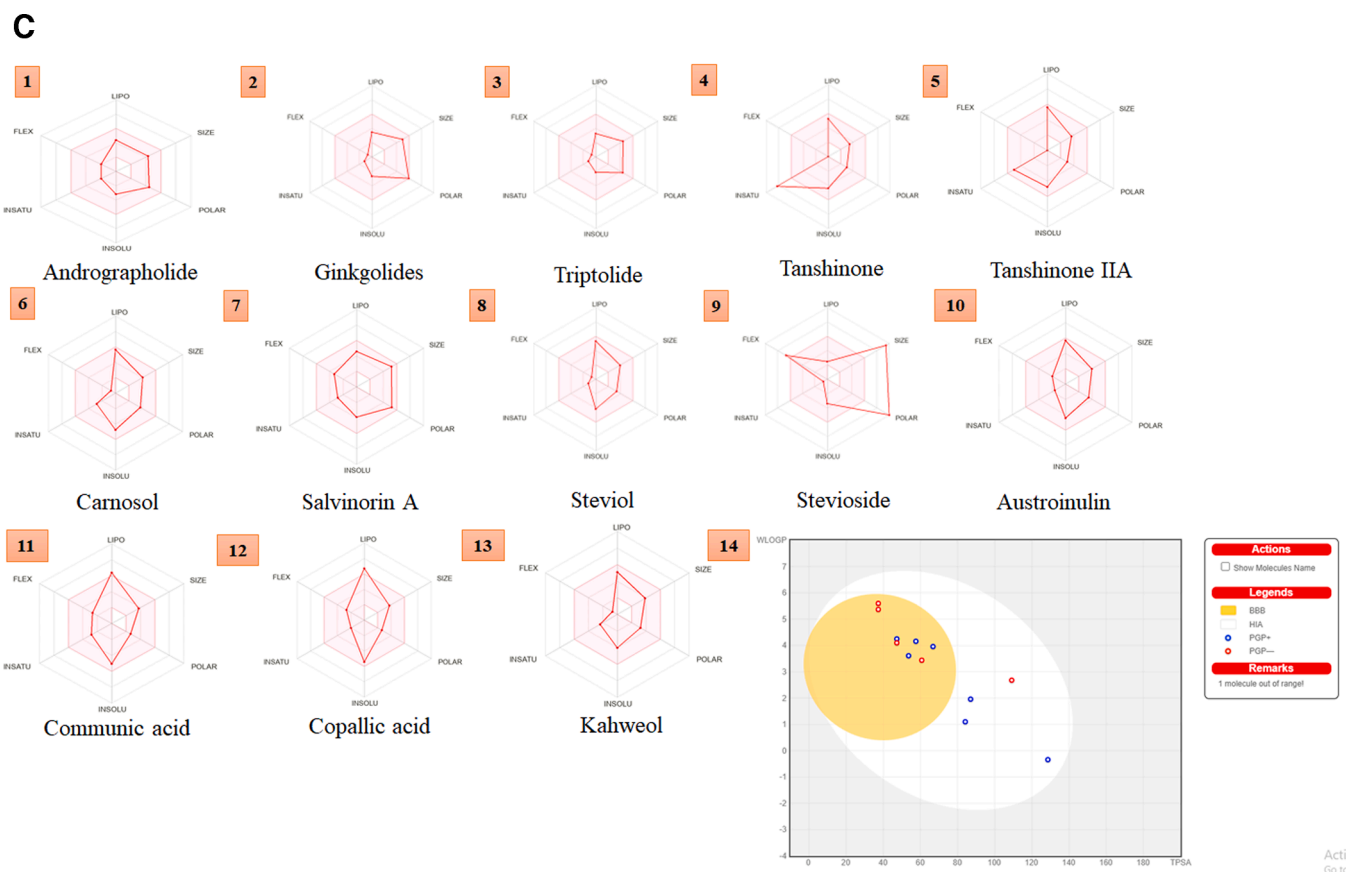 C
1
LIPO
FLEX
SIZE
INSATU
POLAR
INSOLU
Andrographolide
2
LIPO
FLEX
SIZE
INSATU
POLAR
INSOLU
Ginkgolides
3
LIPO
FLEX
SIZE
INSATU
POLAR
INSOLU
Triptolide
4
LIPO
FLEX
SIZE
INSATU
POLAR
INSOLU
Tanshinone
5
LIPO
FLEX
SIZE
INSATU
POLAR
INSOLU
Tanshinone IIA
6
LIPO
FLEX
SIZE
INSATU
POLAR
INSOLU
Carnosol
7
LIPO
FLEX
SIZE
INSATU
POLAR
INSOLU
Salvinorin A
8
LIPO
FLEX
SIZE
INSATU
POLAR
INSOLU
Steviol
9
LIPO
FLEX
SIZE
INSATU
POLAR
INSOLU
Stevioside
10
LIPO
FLEX
SIZE
INSATU
POLAR
INSOLU
Austroinulin
11
LIPO
FLEX
SIZE
INSATU
POLAR
INSOLU
Communic acid
12
LIPO
FLEX
SIZE
INSATU
POLAR
INSOLU
Copallic acid
13
LIPO
FLEX
SIZE
INSATU
POLAR
INSOLU
Kahweol
14
WLOGP
7
6
5
4
3
2
1
0
-1
-2
-3
-4
0 20 40 60 80 100 120 140 160 180 TPSA
Actions
Show Molecules Name
Legends
BBB
HIA
PGP+
PGP—
Remarks
1 molecule out of range!
Acti
Go to